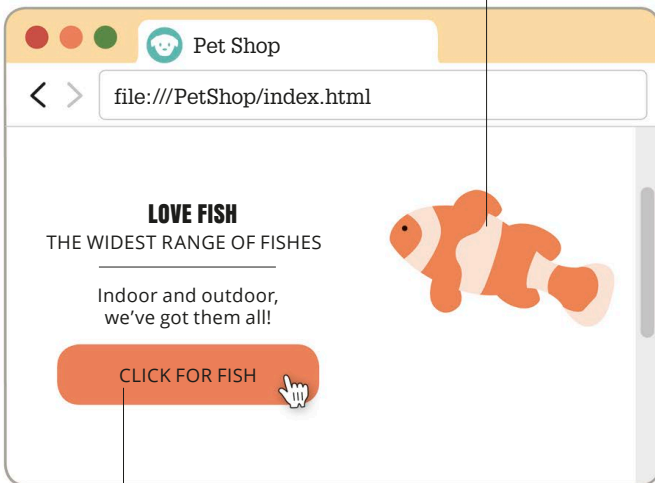 Pet Shop
file:///PetShop/index.html
LOVE FISH
THE WIDEST RANGE OF FISHES
Indoor and outdoor,
we’ve got them all!
CLICK FOR FISH